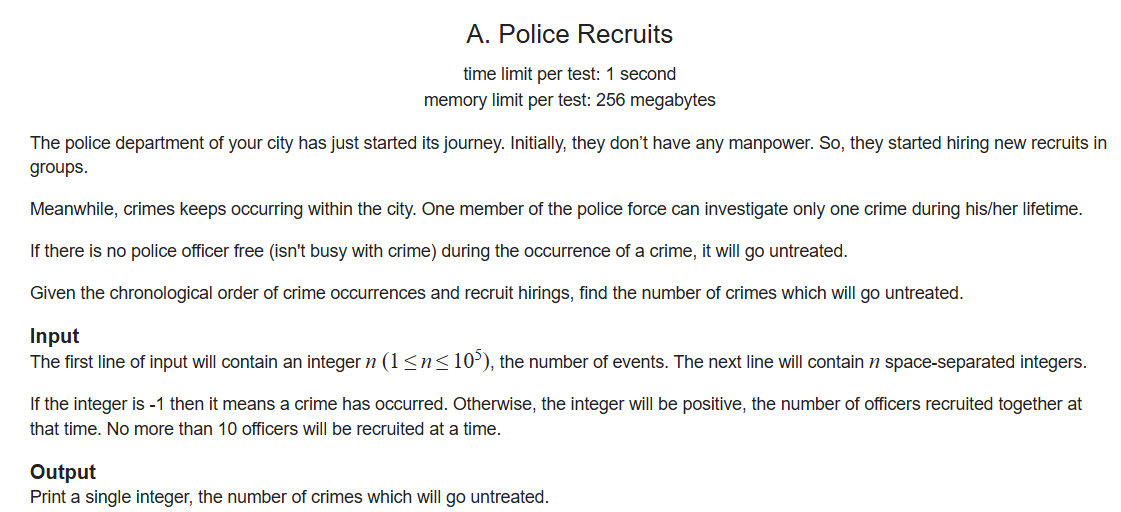 A. Police Recruits
time limit per test: 1 second
memory limit per test: 256 megabytes
The police department of your city has just started its journey. Initially, they don’t have any manpower. So, they started hiring new recruits in
groups.
Meanwhile, crimes keeps occurring within the city. One member of the police force can investigate only one crime during his/her lifetime.
If there is no police officer free (isn't busy with crime) during the occurrence of a crime, it will go untreated.
Given the chronological order of crime occurrences and recruit hirings, find the number of crimes which will go untreated.
Input
The first line of input will contain an integer n (1 ≤ n ≤ 10⁵), the number of events. The next line will contain n space-separated integers.
If the integer is -1 then it means a crime has occurred. Otherwise, the integer will be positive, the number of officers recruited together at
that time. No more than 10 officers will be recruited at a time.
Output
Print a single integer, the number of crimes which will go untreated.